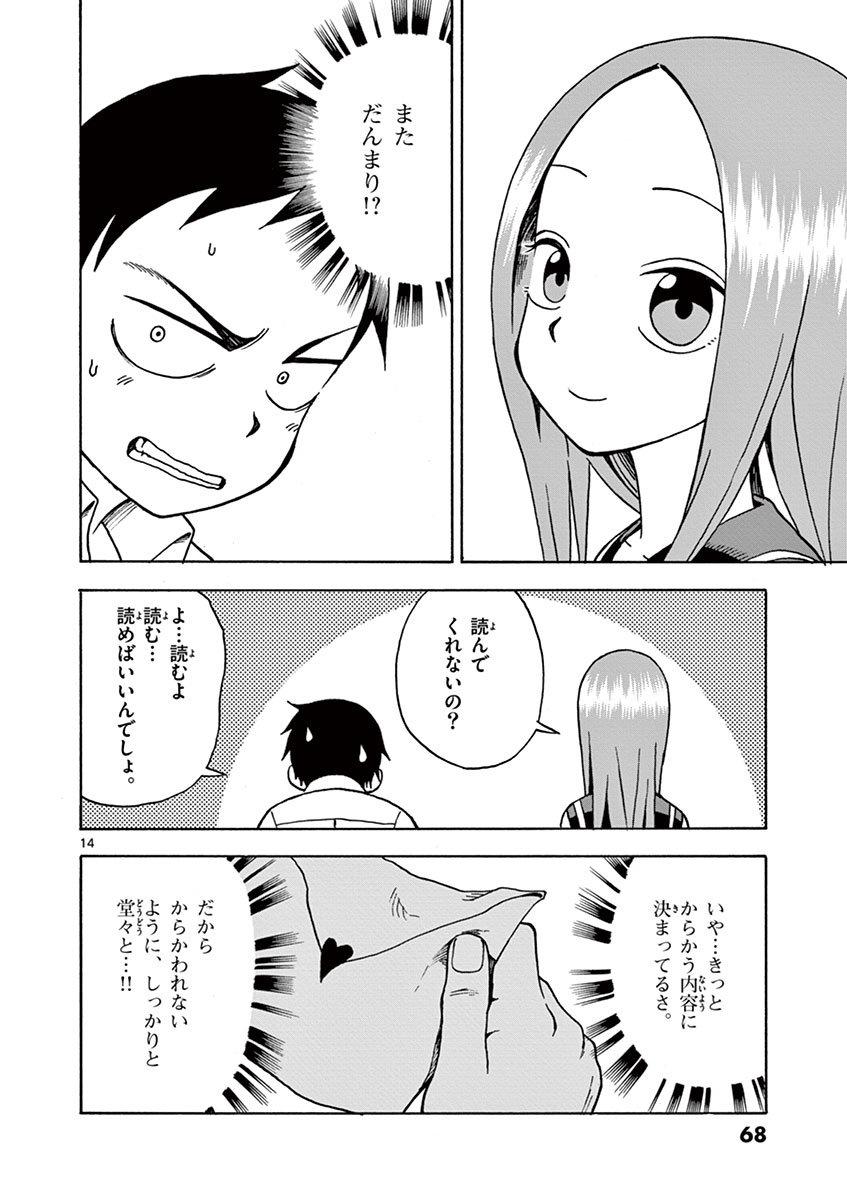 また
だんまり!?
読んで
くれないの?
よ…読むよ
読む…
読めばいいんでしょ。
14
いや…きっと
からかう内容に
決まってるさ。
だから
からかわれない
ように、しっかりと
堂々と…!!
68